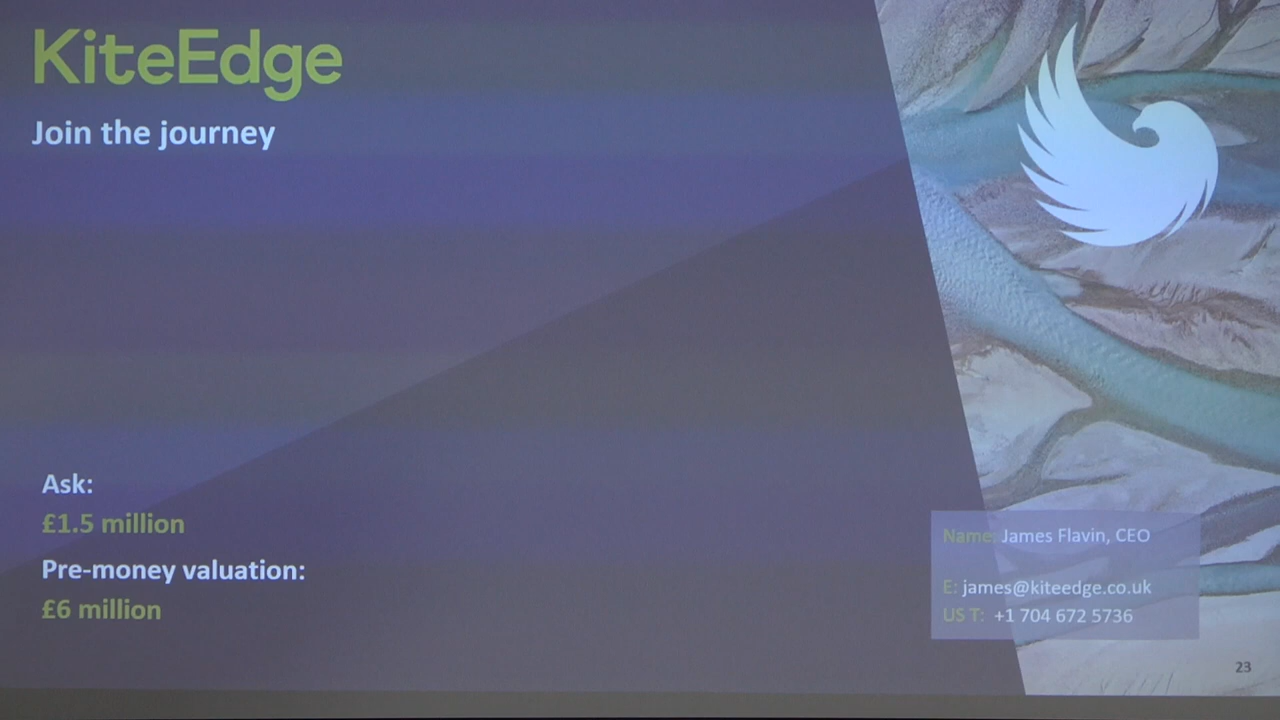 KiteEdge
Join the journey
Ask:
£1.5 million
Pre-money valuation:
£6 million
Name: James Flavin, CEO
E: james@kiteedge.co.uk
US T: +1 704 672 5736
23